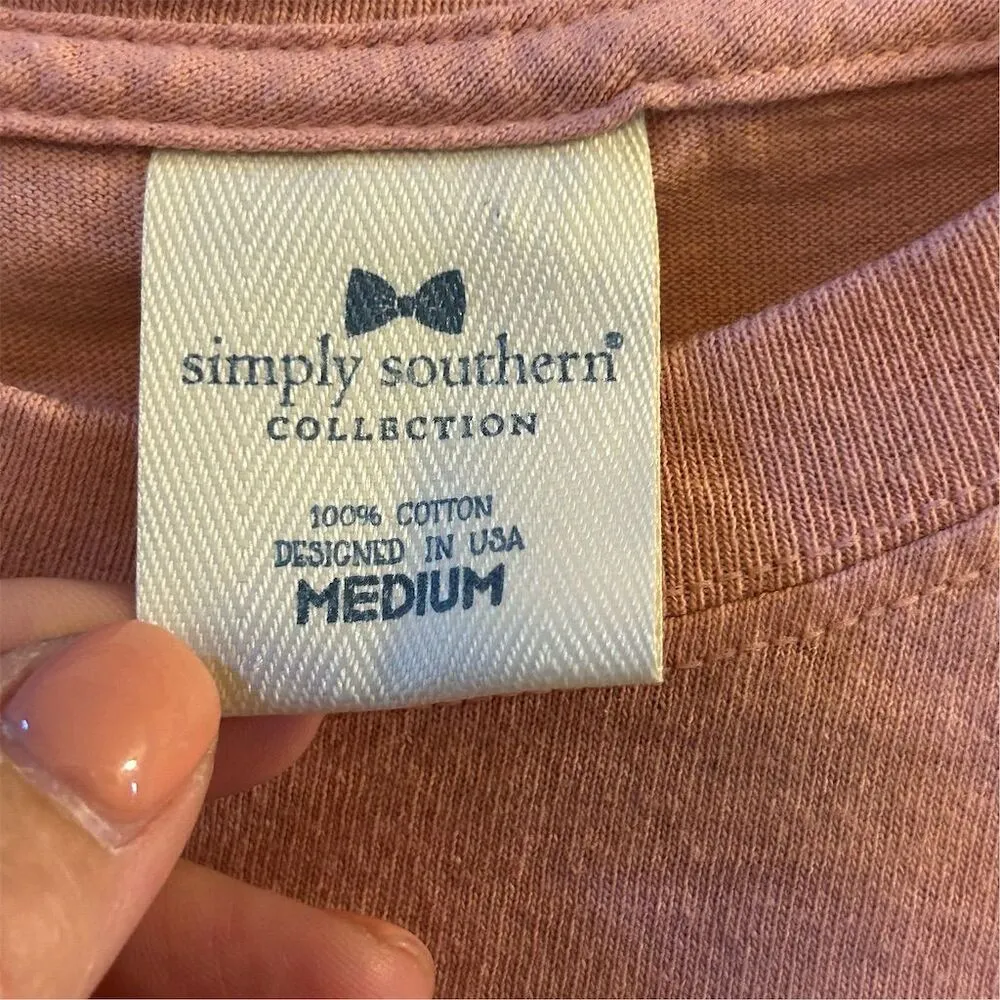 simply southern®
COLLECTION
100% COTTON
DESIGNED IN USA
MEDIUM